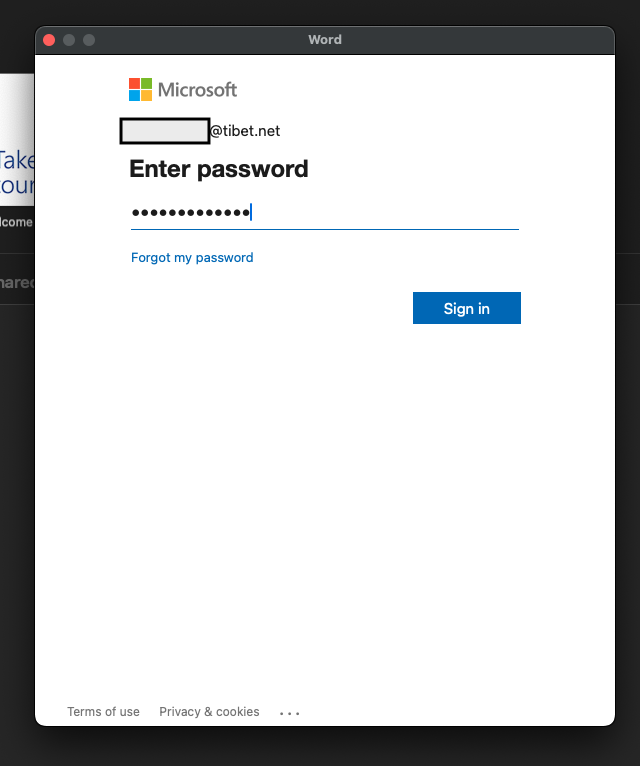 Word
Microsoft
@tibet.net
Enter password
•••••••••••••
Forgot my password
Sign in
Terms of use
Privacy & cookies
...
Take
tour
lcome
hared